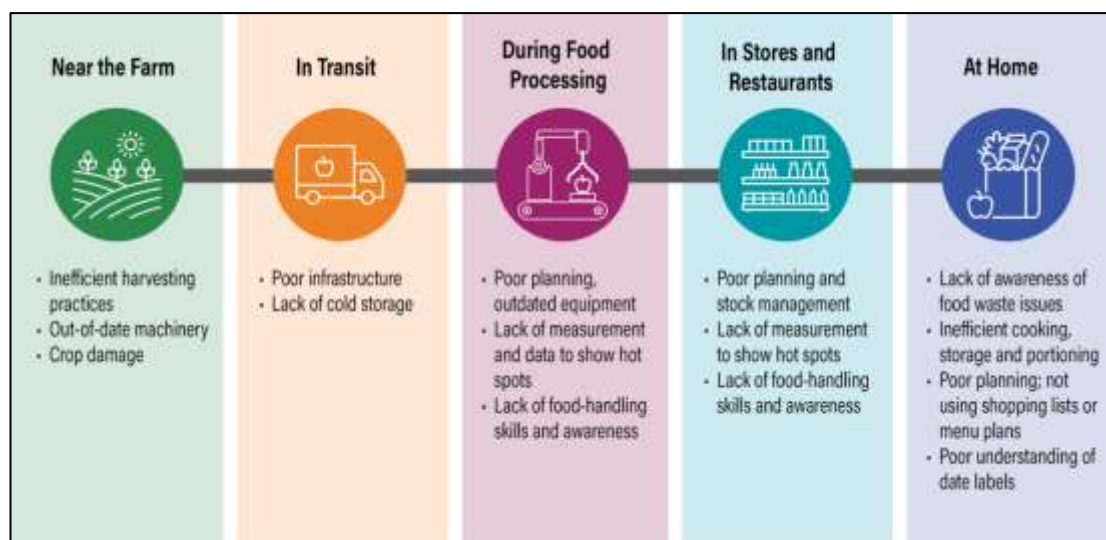 Near the Farm
• Inefficient harvesting
practices
• Out-of-date machinery
• Crop damage
In Transit
• Poor infrastructure
• Lack of cold storage
During Food
Processing
• Poor planning,
outdated equipment
• Lack of measurement
and data to show hot
spots
• Lack of food-handling
skills and awareness
In Stores and
Restaurants
• Poor planning and
stock management
• Lack of measurement
to show hot spots
• Lack of food-handling
skills and awareness
At Home
• Lack of awareness of
food waste issues
• Inefficient cooking,
storage and portioning
• Poor planning; not
using shopping lists or
menu plans
• Poor understanding of
date labels